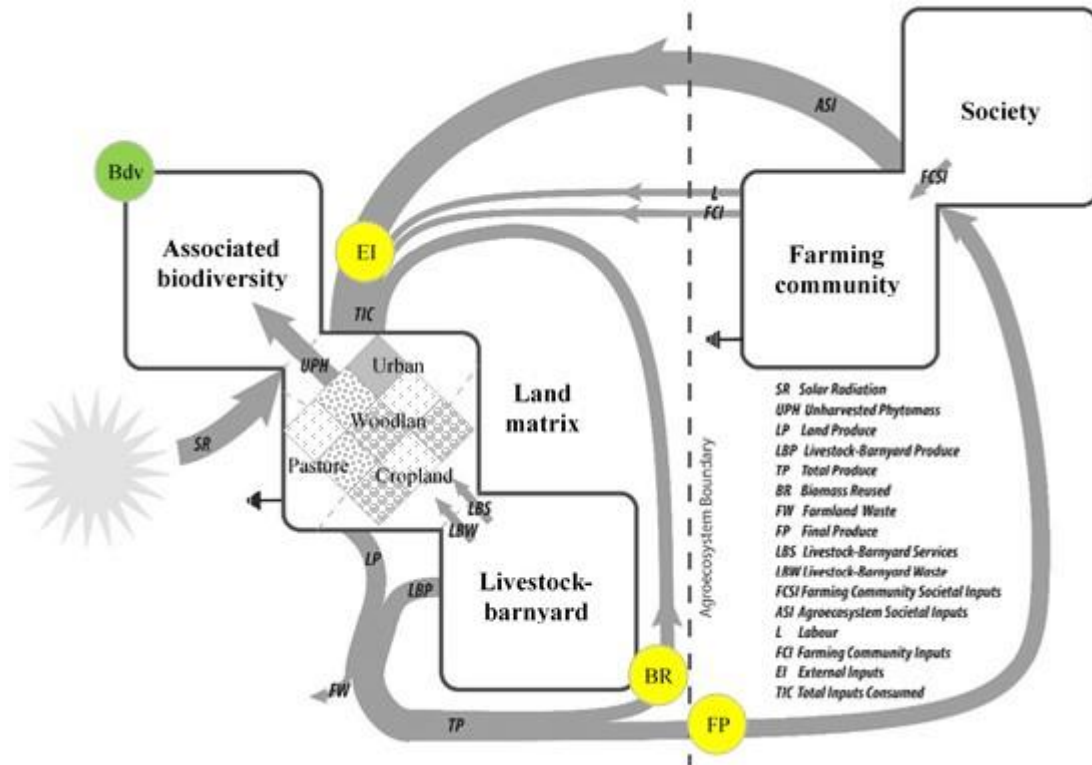 Society
ASI
FCSI
Bdv
L
FCI
Associated
biodiversity
EI
Farming
community
TIC
UPH
Urban
Land
matrix
Woodlan
SR
Pasture
Cropland
LBS
LBW
LP
LBP
Livestock-
barnyard
Agroecosystem Boundary
BR
FW
TP
FP
SR Solar Radiation
UPH Unharvested Phytomass
LP Land Produce
LBP Livestock-Barnyard Produce
TP Total Produce
BR Biomass Reused
FW Farmland Waste
FP Final Produce
LBS Livestock-Barnyard Services
LBW Livestock-Barnyard Waste
FCSI Farming Community Societal Inputs
ASI Agroecosystem Societal Inputs
L Labour
FCI Farming Community Inputs
EI External Inputs
TIC Total Inputs Consumed